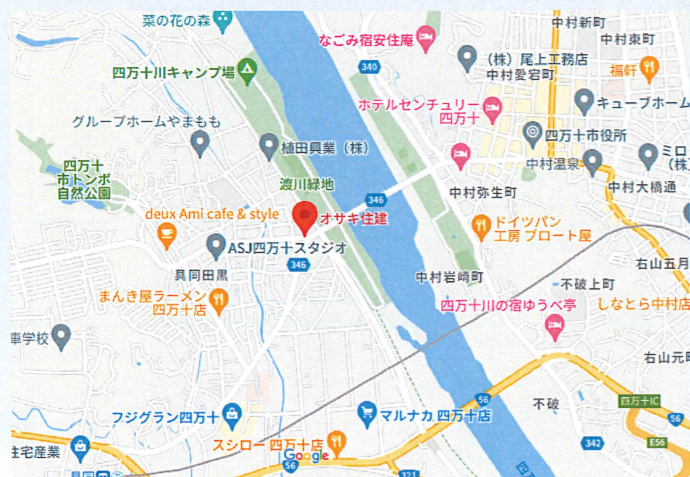 菜の花の森
中村新町
なごみ宿安住庵
中村東町
(株)尾上工務店
中村愛宕町
福軒
四万十川キャンプ場
340
ホテルセンチュリー
四万十
キューブホーム
グループホームやまもも
植田興業(株)
四万十市役所
中村温泉
ミロ
(株
四万十
市トンボ
自然公園
渡川緑地
346
中村弥生町
中村大橋通
deux Ami cafe & style
オサキ住建
ドイツパン
工房 ブロート屋
ASJ四万十スタジオ
346
具同田黒
右山五月
中村岩崎町
不破上町
まんき屋ラーメン
四万十店
四万十川の宿ゆうべ亭
しなとら中村店
車学校
右山元町
56
不破
四万十IC
56
フジグラン四万十
マルナカ 四万十店
スシロー 四万十店
342
E56
住宅産業
Google
56
321